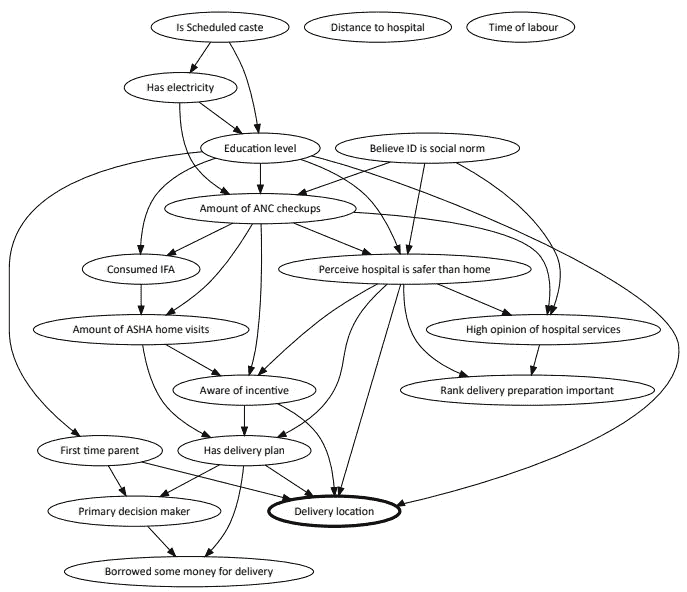 Is Scheduled caste
Distance to hospital
Time of labour
Has electricity
Education level
Believe ID is social norm
Amount of ANC checkups
Consumed IFA
Perceive hospital is safer than home
Amount of ASHA home visits
High opinion of hospital services
Aware of incentive
Rank delivery preparation important
First time parent
Has delivery plan
Primary decision maker
Delivery location
Borrowed some money for delivery